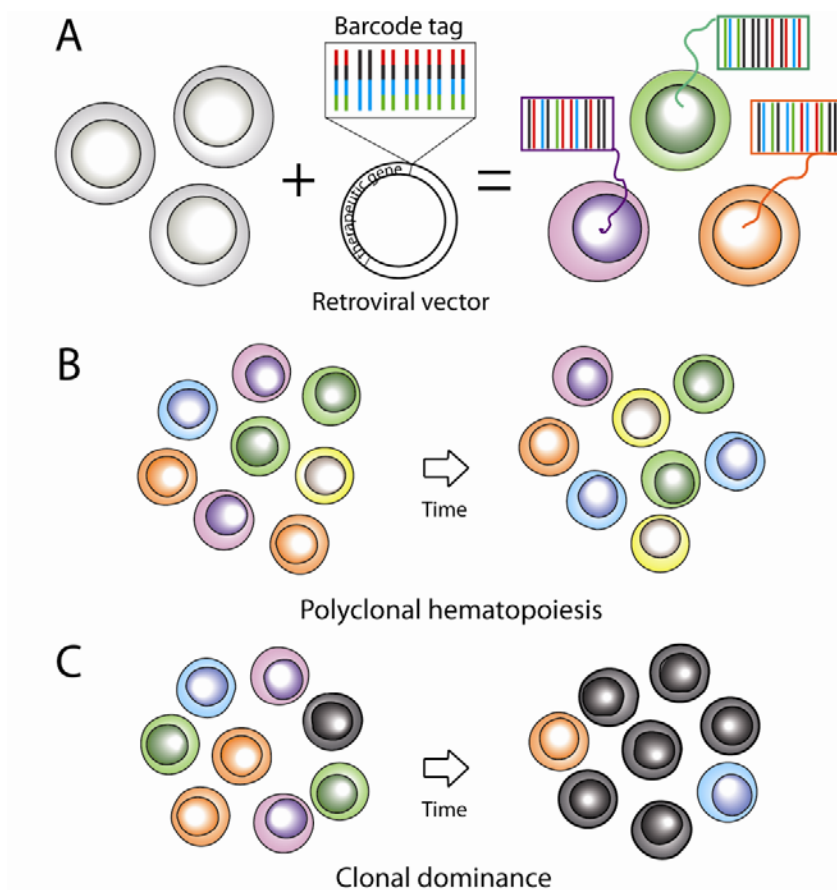 A
Barcode tag
therapeutic gene
+
=
Retroviral vector
B
Time
Polyclonal hematopoiesis
C
Time
Clonal dominance